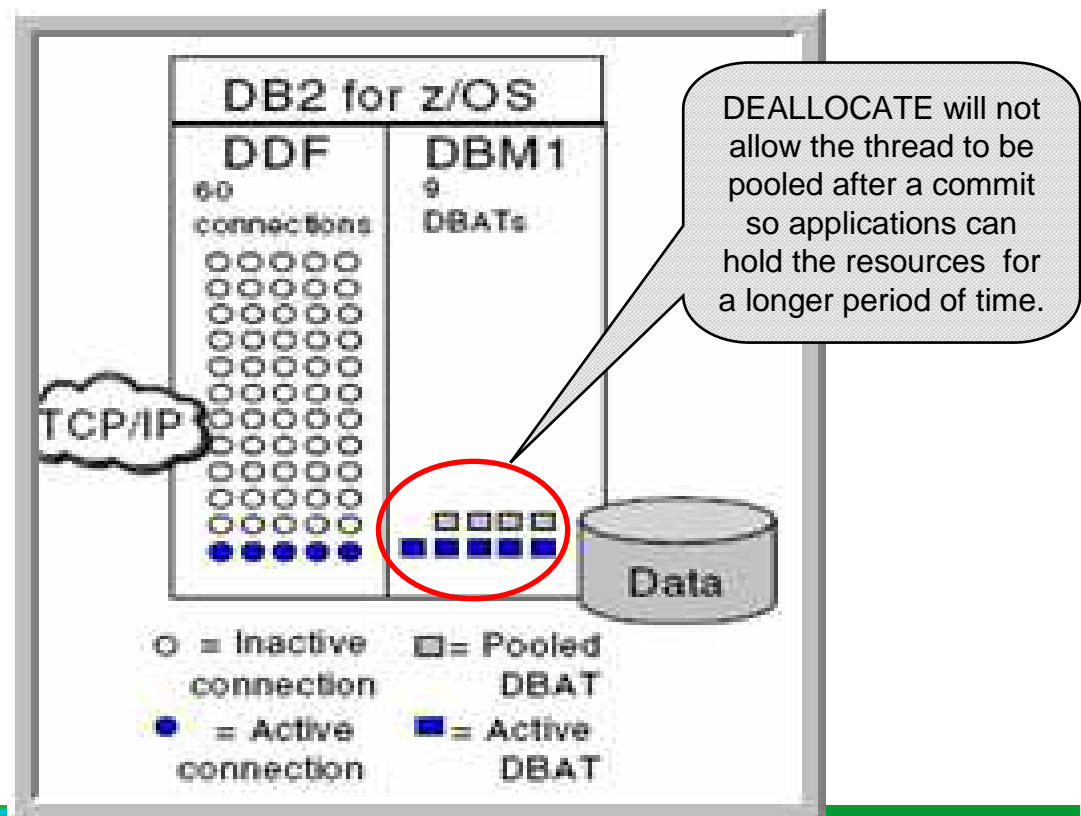 DB2 for z/OS
DDF
60
connections
DBM1
9
DBATs
DEALLOCATE will not
allow the thread to be
pooled after a commit
so applications can
hold the resources for
a longer period of time.
TCP/IP
Data
= Inactive
connection
= Pooled
DBAT
= Active
connection
= Active
DBAT